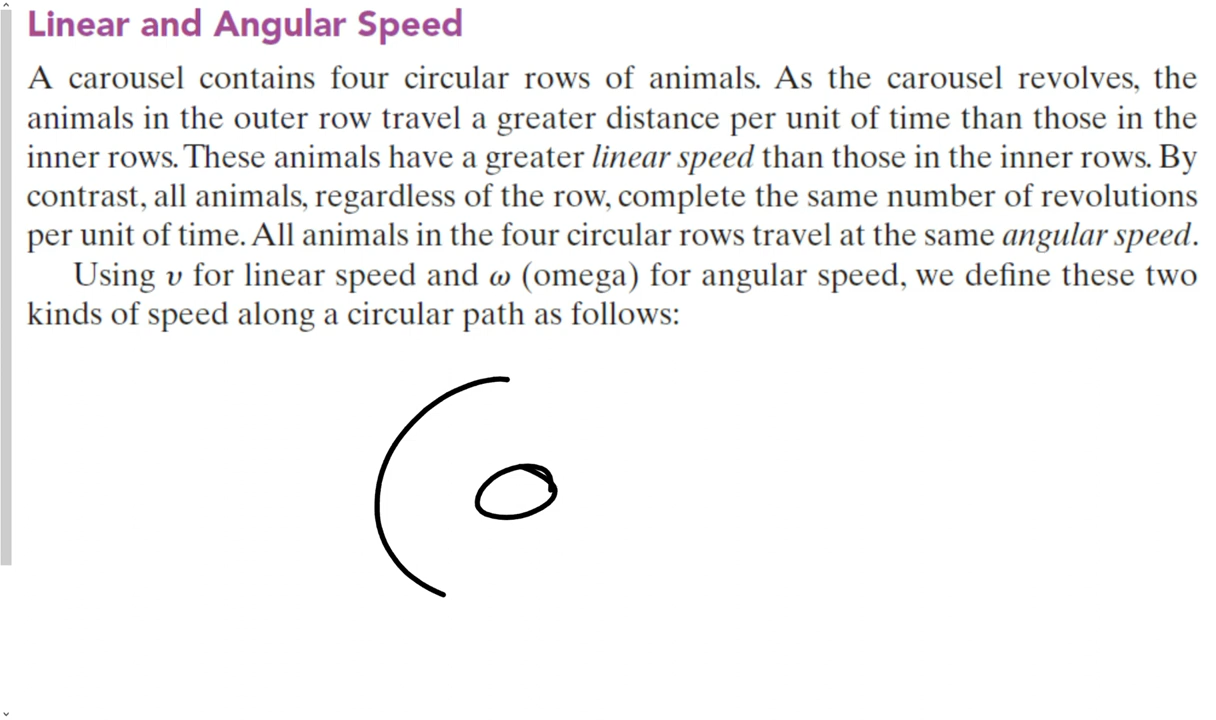 Linear and Angular Speed
A carousel contains four circular rows of animals. As the carousel revolves, the
animals in the outer row travel a greater distance per unit of time than those in the
inner rows. These animals have a greater linear speed than those in the inner rows. By
contrast, all animals, regardless of the row, complete the same number of revolutions
per unit of time. All animals in the four circular rows travel at the same angular speed.
Using υ for linear speed and ω (omega) for angular speed, we define these two
kinds of speed along a circular path as follows: